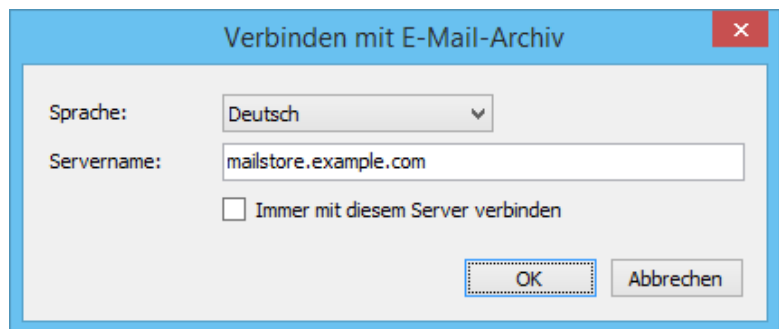 Verbinden mit E-Mail-Archiv
Sprache: Deutsch
Servername: mailstore.example.com
Immer mit diesem Server verbinden
OK Abbrechen